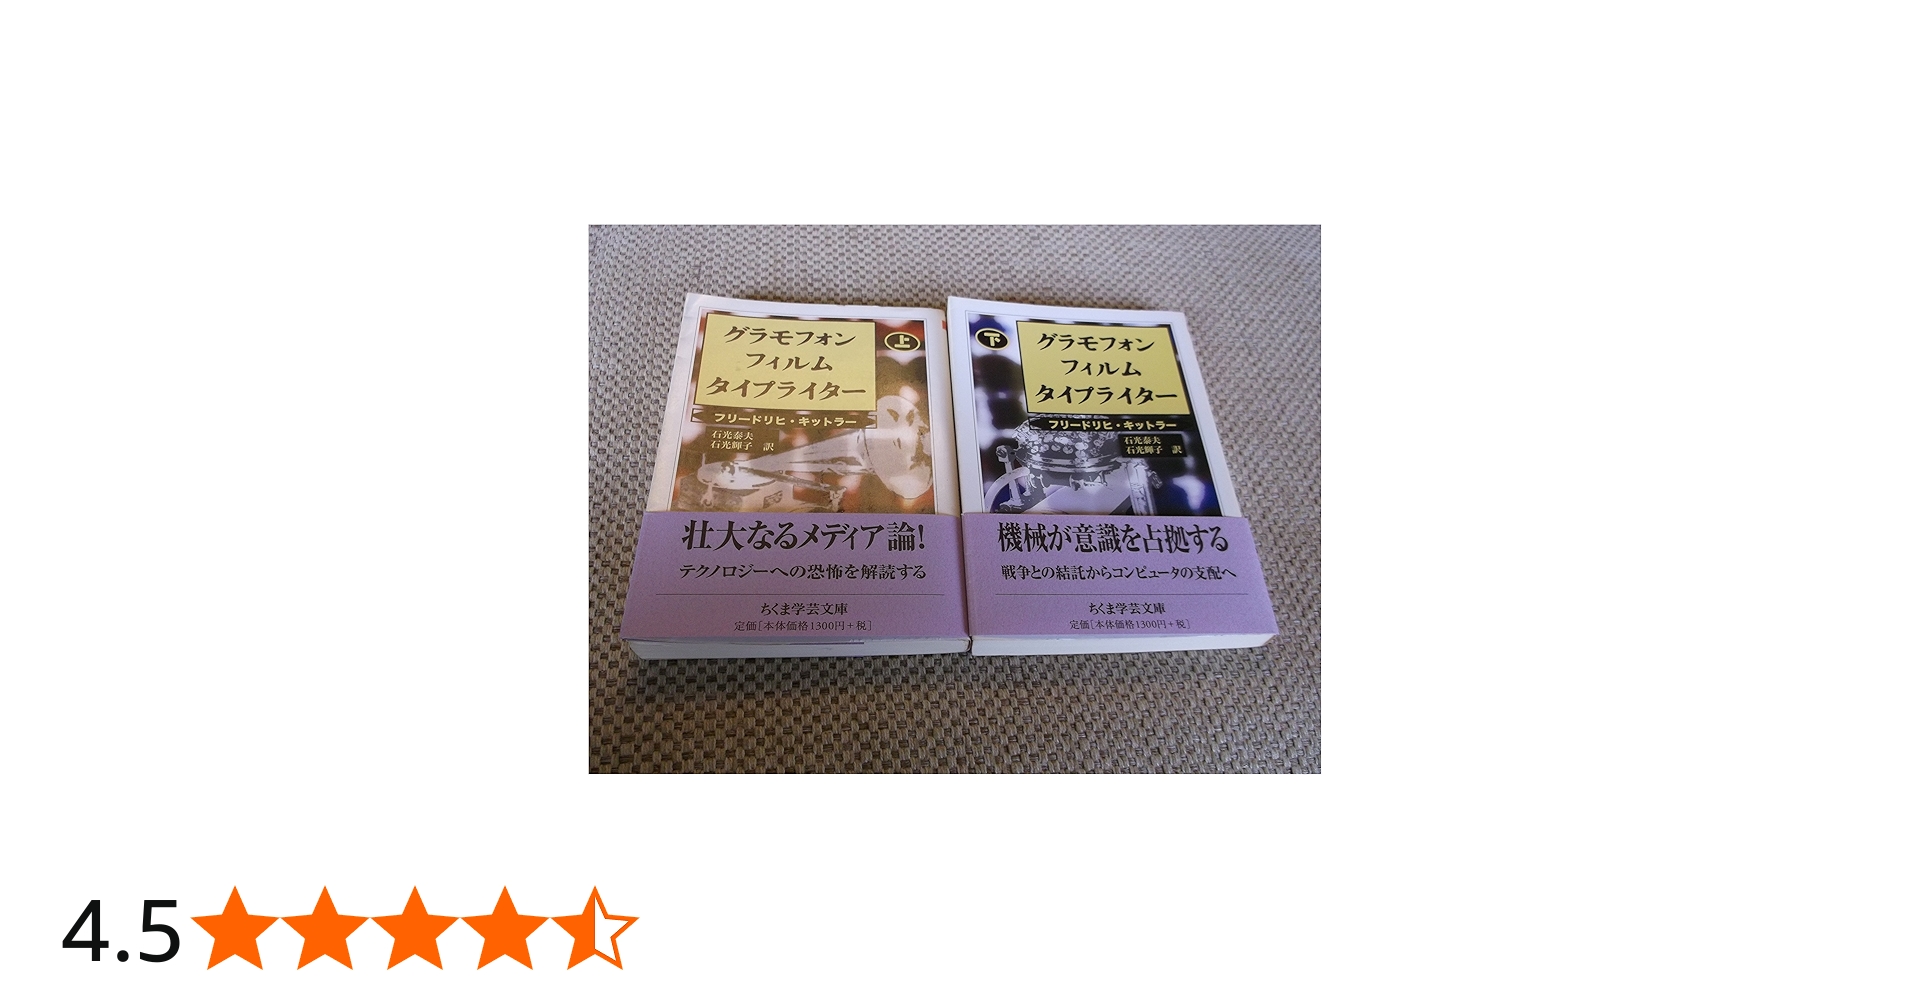 グラモフォン
フィルム
タイプライター
上
フリードリヒ・キットラー
石光泰夫
石光輝子 訳
壮大なるメディア論!
テクノロジーへの恐怖を解読する
ちくま学芸文庫
定価[本体価格1300円+税]
下
グラモフォン
フィルム
タイプライター
フリードリヒ・キットラー
石光泰夫
石光輝子 訳
機械が意識を占拠する
戦争との結託からコンピュータの支配へ
ちくま学芸文庫
定価[本体価格1300円+税]
4.5